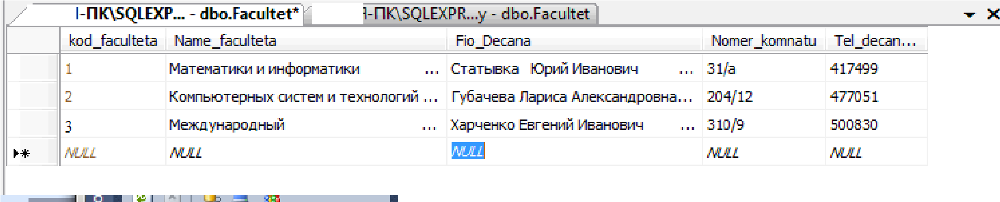 I-ПК\SQLEXP... - dbo.Facultet* Я-ПК\SQLEXPR...y - dbo.Facultet
kod_faculteta Name_faculteta Fio_Decana Nomer_komnatu Tel_decan...
1 Математики и информатики ... Статывка Юрий Иванович ... 31/а 417499
2 Компьютерных систем и технологий ... Губачева Лариса Александровна... 204/12 477051
3 Международный ... Харченко Евгений Иванович ... 310/9 500830
NULL NULL NULL NULL NULL